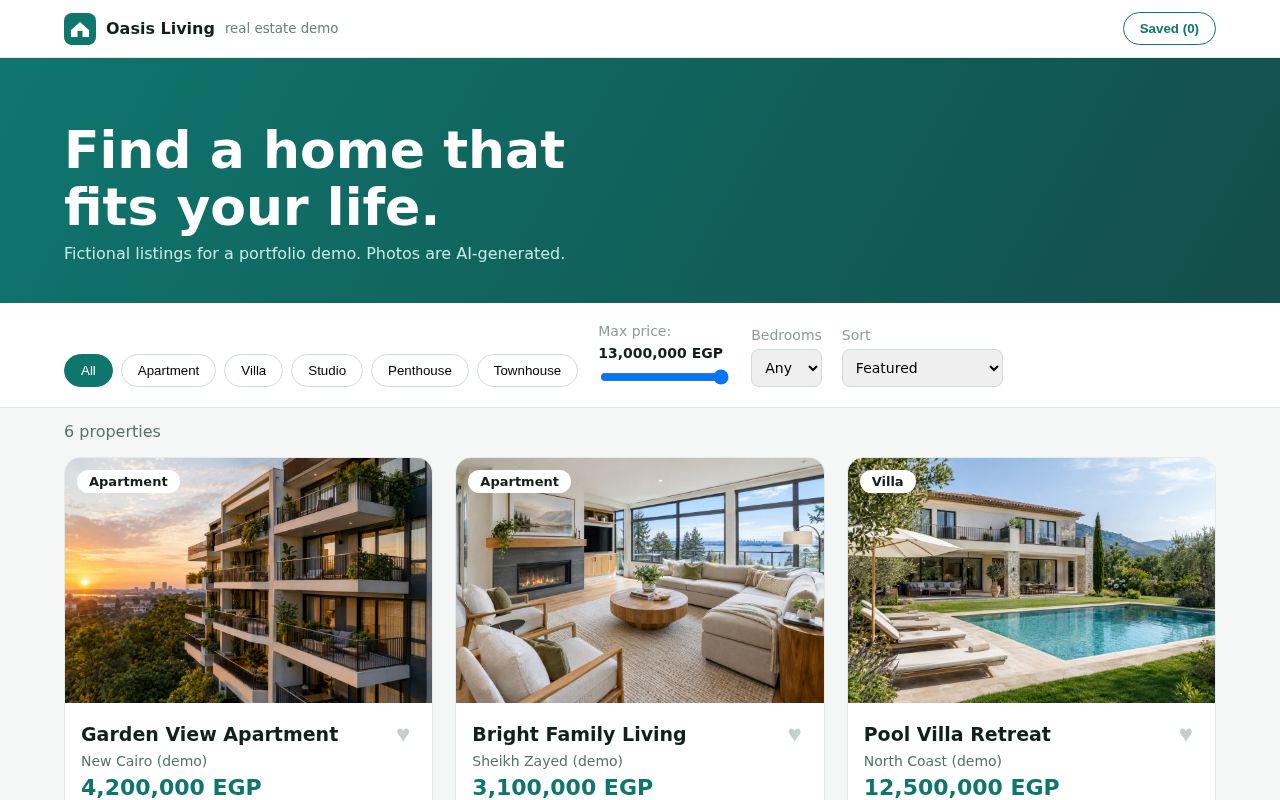 Oasis Living real estate demo
Saved (0)
Find a home that
fits your life.
Fictional listings for a portfolio demo. Photos are AI-generated.
All
Apartment
Villa
Studio
Penthouse
Townhouse
Max price:
13,000,000 EGP
Bedrooms
Any
Sort
Featured
6 properties
Apartment
Garden View Apartment
New Cairo (demo)
4,200,000 EGP
Apartment
Bright Family Living
Sheikh Zayed (demo)
3,100,000 EGP
Villa
Pool Villa Retreat
North Coast (demo)
12,500,000 EGP